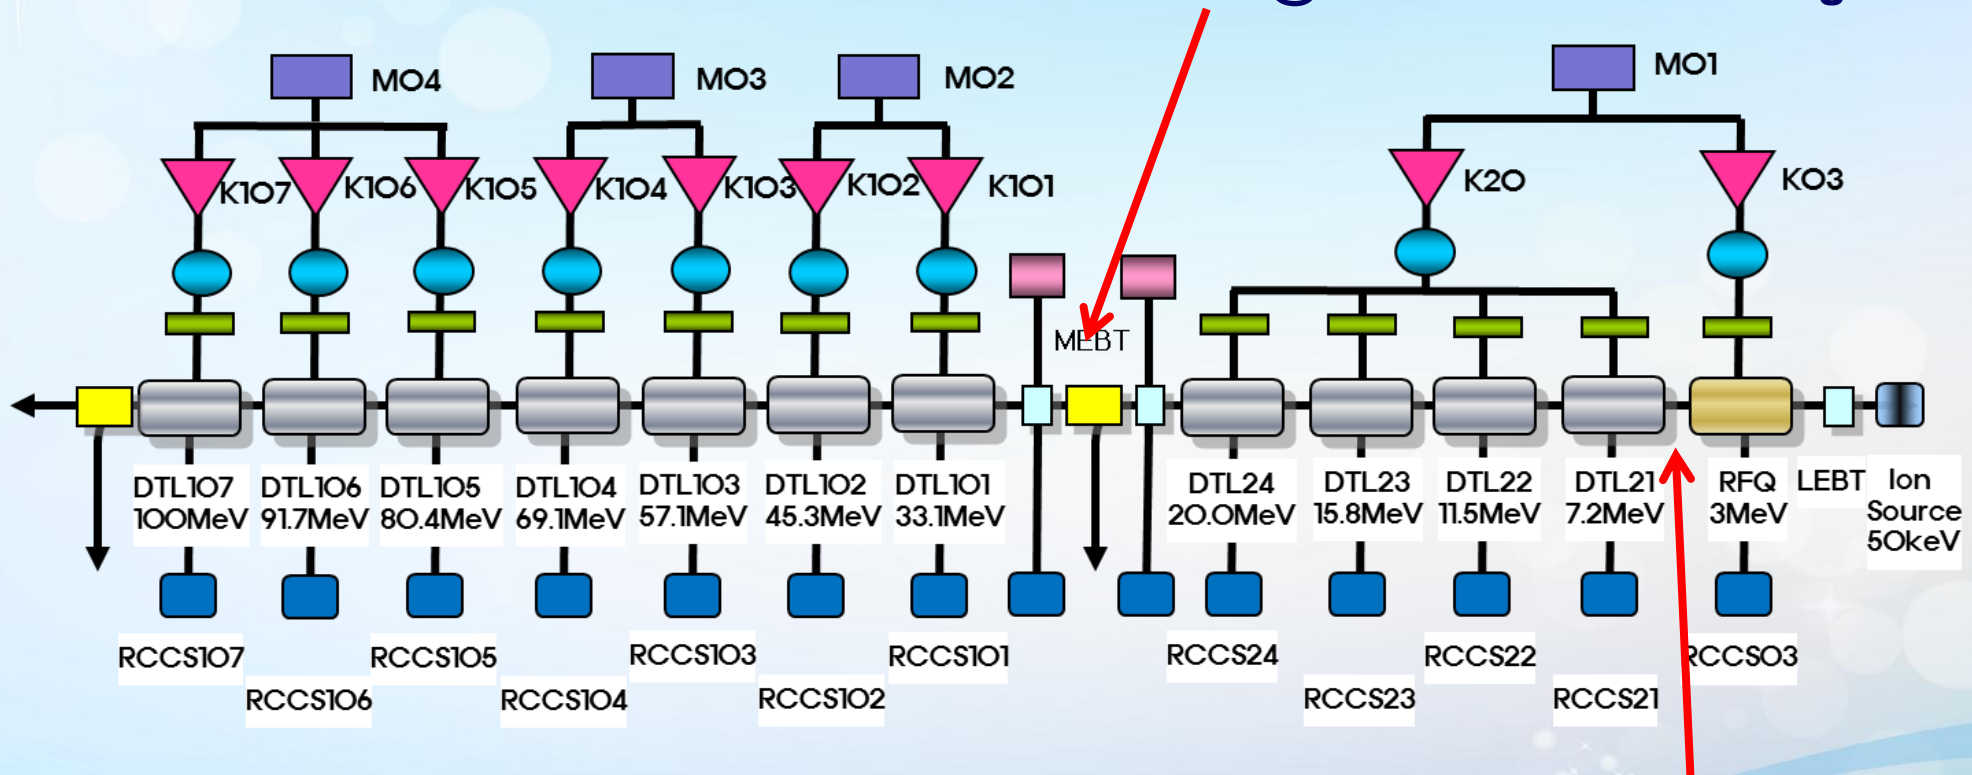 MO4
MO3
MO2
MO1
K107
K106
K105
K104
K103
K102
K101
K20
K03
MEBT
DTL107
100MeV
DTL106
91.7MeV
DTL105
80.4MeV
DTL104
69.1MeV
DTL103
57.1MeV
DTL102
45.3MeV
DTL101
33.1MeV
DTL24
20.0MeV
DTL23
15.8MeV
DTL22
11.5MeV
DTL21
7.2MeV
RFQ
3MeV
LEBT
Ion
Source
50keV
RCCS107
RCCS106
RCCS105
RCCS104
RCCS103
RCCS102
RCCS101
RCCS24
RCCS23
RCCS22
RCCS21
RCCS03